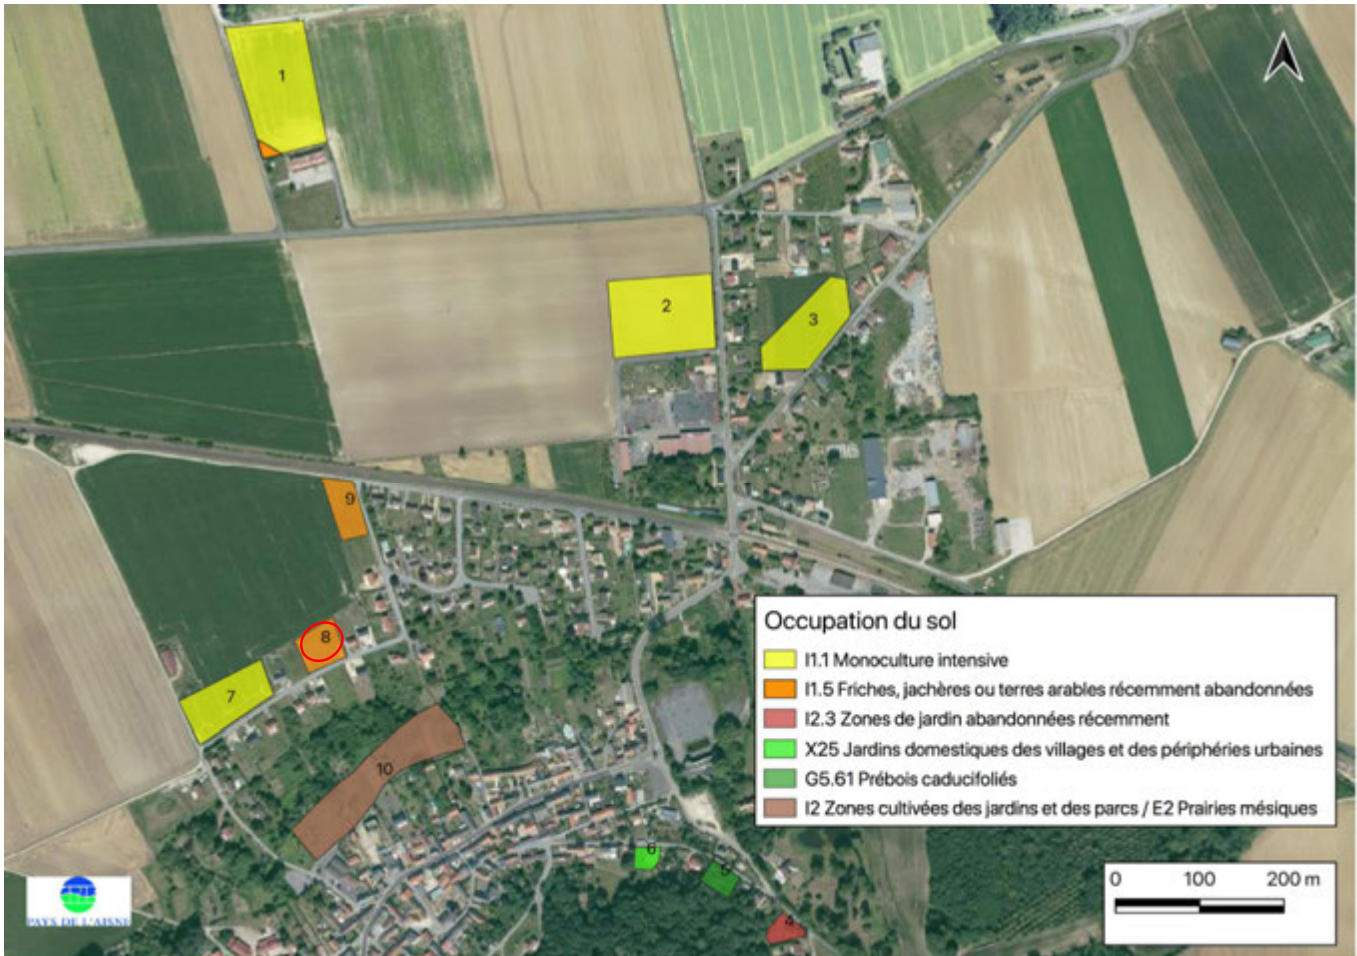 1
2
3
9
8
7
10
6
5
4
Occupation du sol
I1.1 Monoculture intensive
I1.5 Friches, jachères ou terres arables récemment abandonnées
I2.3 Zones de jardin abandonnées récemment
X25 Jardins domestiques des villages et des périphéries urbaines
G5.61 Prébois caducifoliés
I2 Zones cultivées des jardins et des parcs / E2 Prairies mésiques
0 100 200 m
PAYS DE L'AISNE